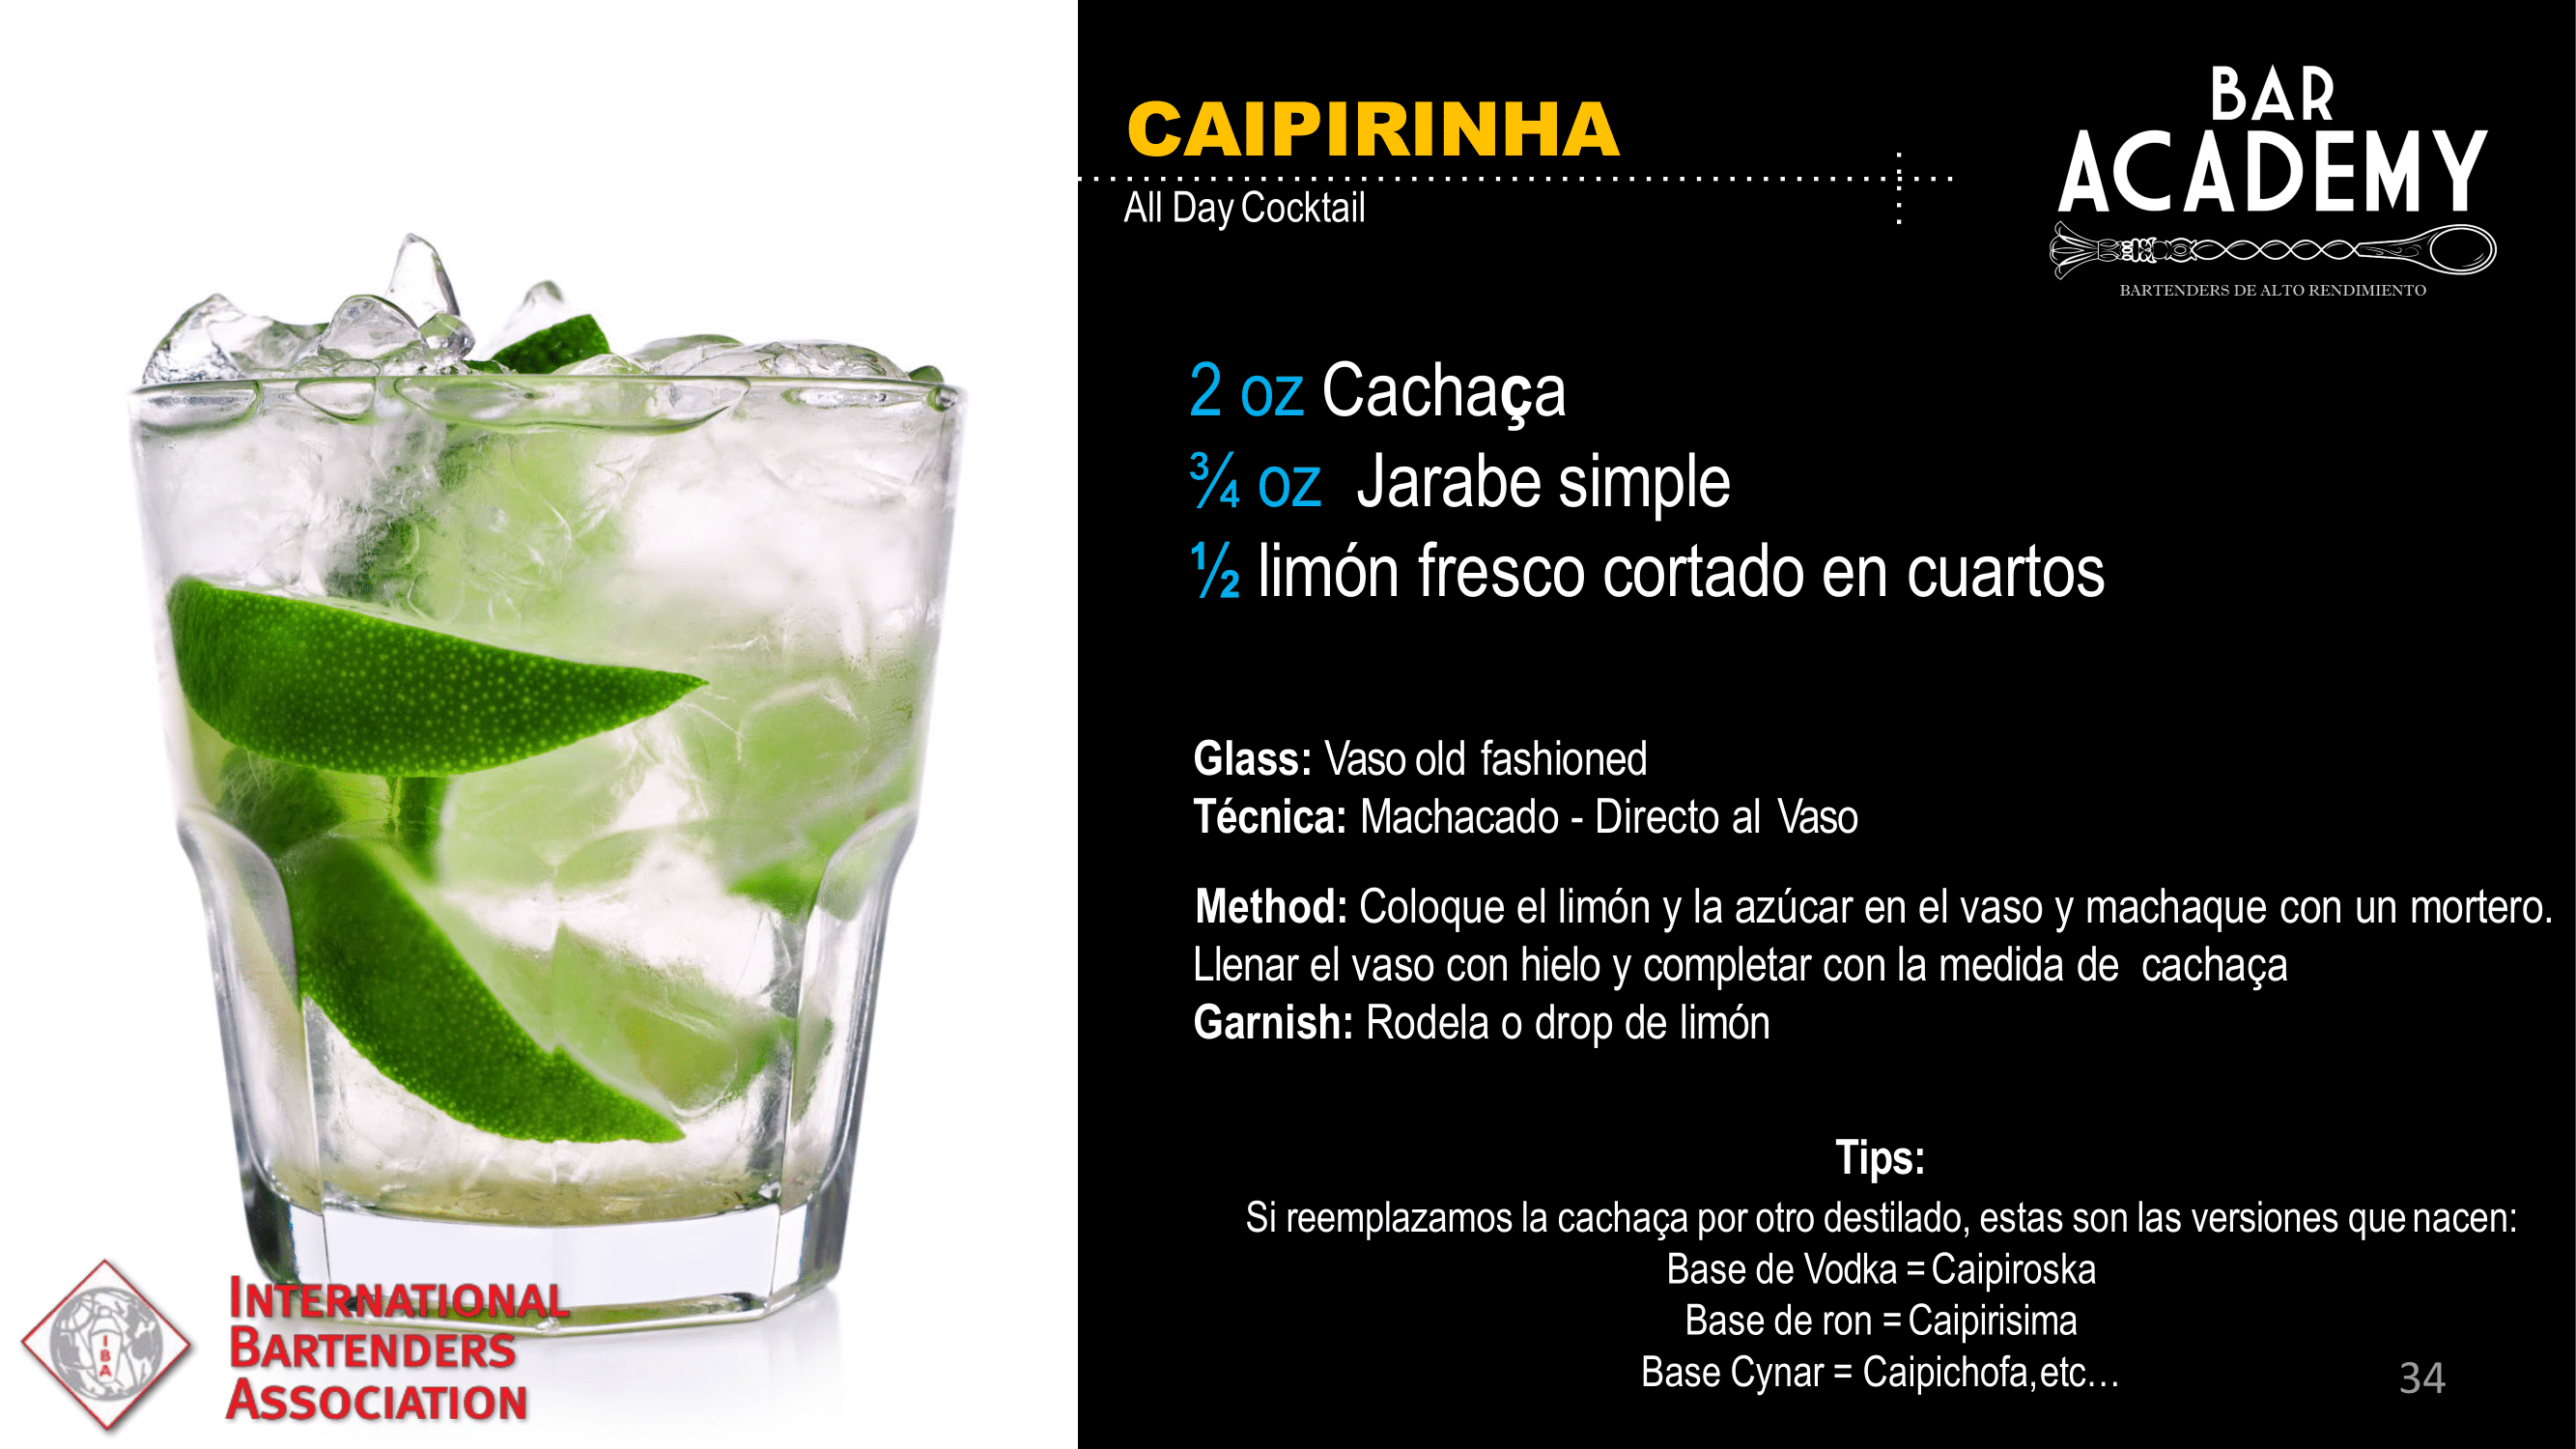 CAIPIRINHA
All Day Cocktail
BAR
ACADEMY
BARTENDERS DE ALTO RENDIMIENTO
2 oz Cachaça
¾ oz Jarabe simple
½ limón fresco cortado en cuartos
Glass: Vaso old fashioned
Técnica: Machacado - Directo al Vaso
Method: Coloque el limón y la azúcar en el vaso y machaque con un mortero.
Llenar el vaso con hielo y completar con la medida de cachaça
Garnish: Rodela o drop de limón
Tips:
Si reemplazamos la cachaça por otro destilado, estas son las versiones que nacen:
Base de Vodka = Caipiroska
Base de ron = Caipirisima
Base Cynar = Caipichofa,etc…
IBA
INTERNATIONAL
BARTENDERS
ASSOCIATION
34